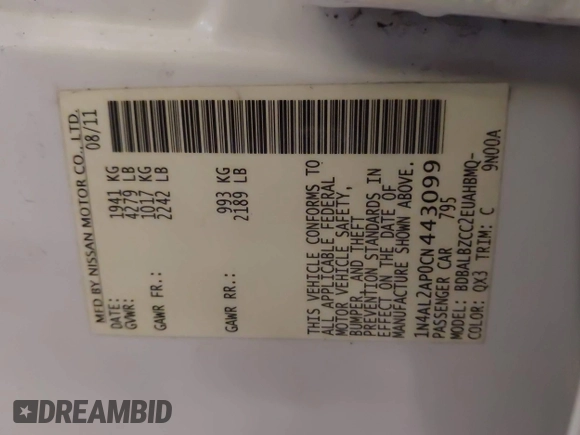 MFD BY NISSAN MOTOR CO., LTD.
DATE: 08/11
GVWR: 1941 KG
4279 LB
GAWR FR.: 1017 KG
2242 LB
GAWR RR.: 993 KG
2189 LB
THIS VEHICLE CONFORMS TO
ALL APPLICABLE FEDERAL
MOTOR VEHICLE SAFETY,
BUMPER, AND THEFT
PREVENTION STANDARDS IN
EFFECT ON THE DATE OF
MANUFACTURE SHOWN ABOVE.
1N4AL2AP0CN443099
PASSENGER CAR 795
MODEL: BDBALBZCC2EUAHBMQ-
COLOR: QX3 TRIM: C 9N00A
DREAMBID